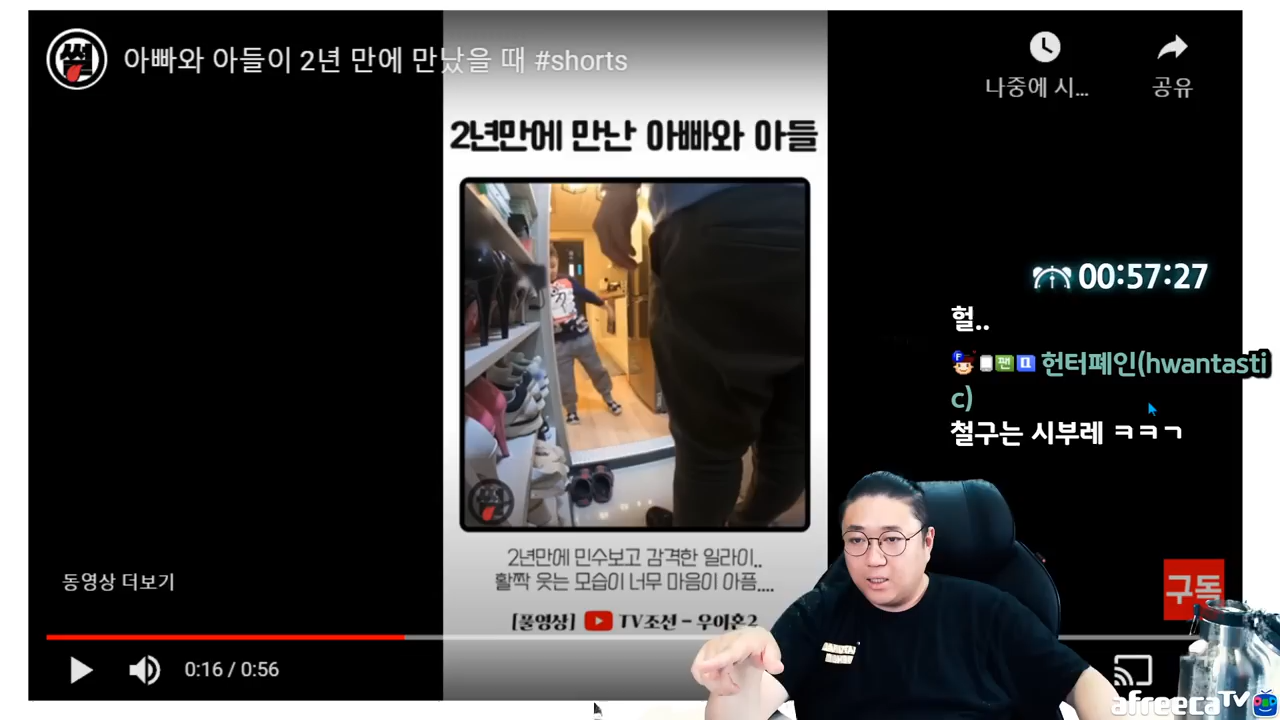 썰
아빠와 아들이 2년 만에 만났을 때 #shorts
나중에 시...
공유
2년만에 만난 아빠와 아들
00:57:27
헐..
헌터폐인(hwantasti
c)
철구는 시부레 ㅋㅋㄱ
2년만에 민수보고 감격한 일라이..
활짝 웃는 모습이 너무 마음이 아픔....
동영상 더보기
구독
[풀영상] TV조선 - 우이혼2
0:16 / 0:56
afreecaTV